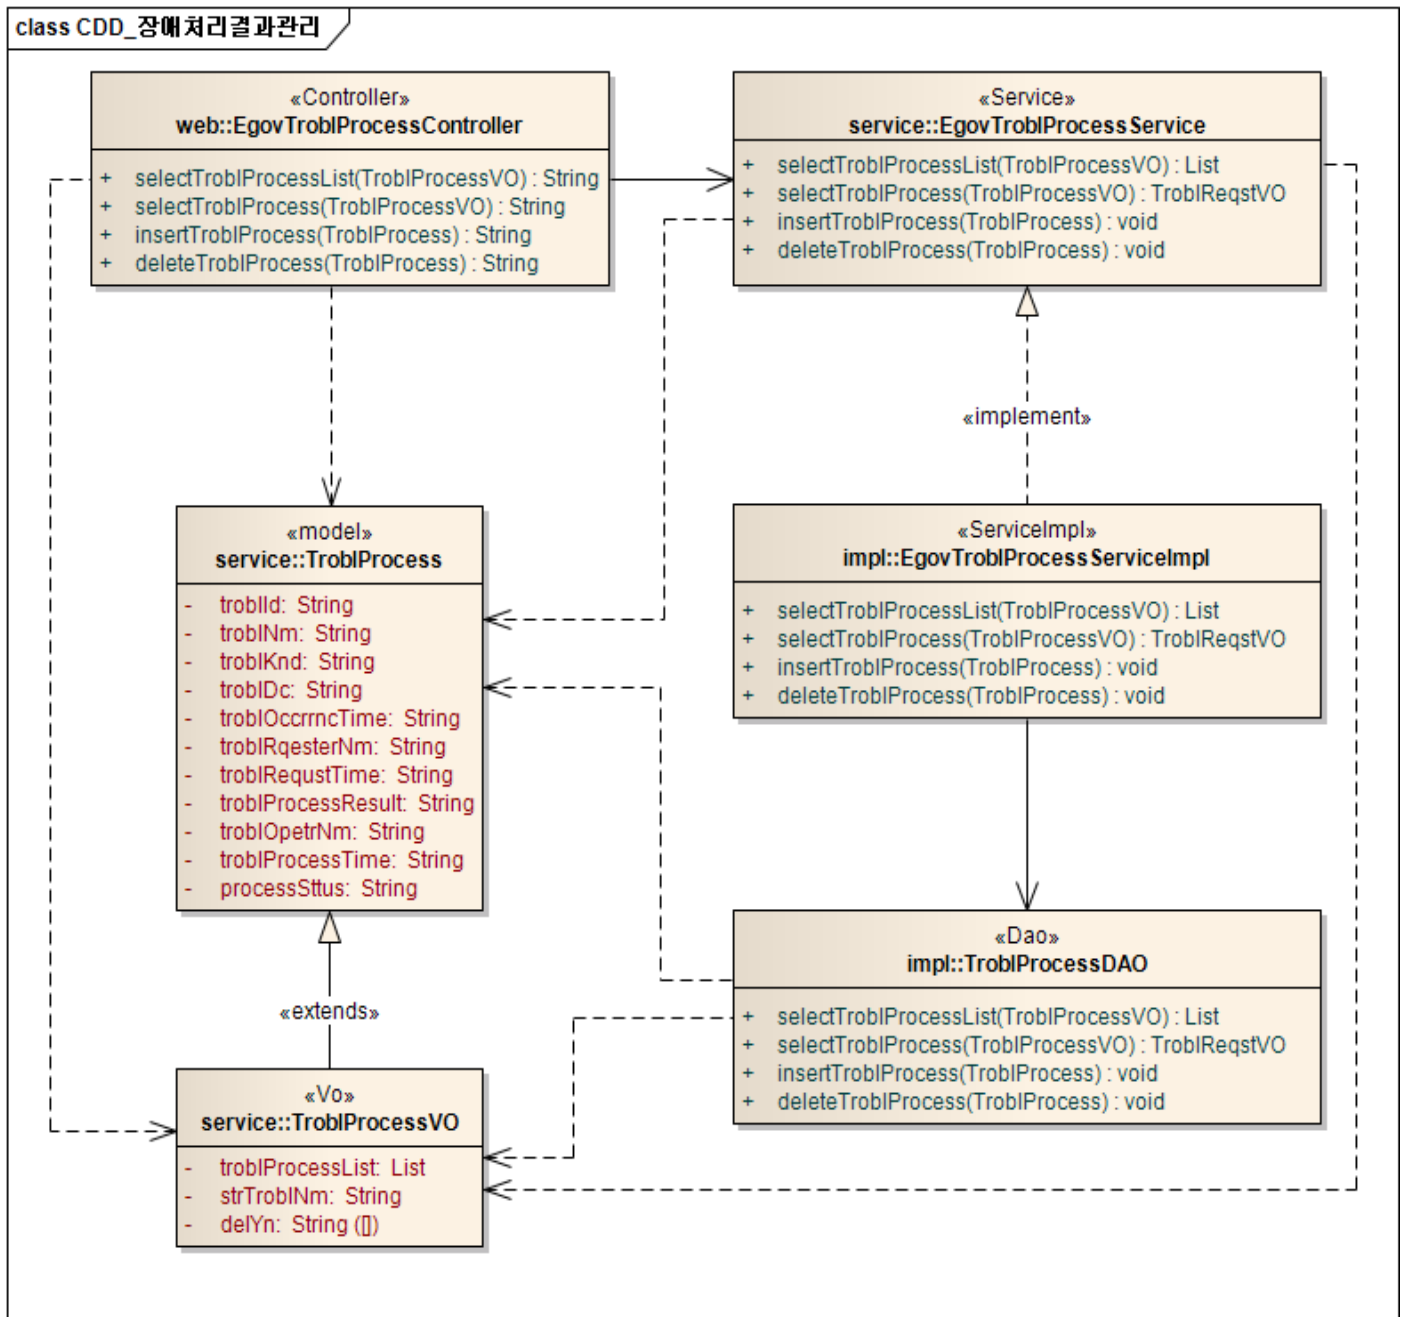 class CDD_장애처리결과관리
«Controller»
web::EgovTroblProcessController
+ selectTroblProcessList(TroblProcessVO) : String
+ selectTroblProcess(TroblProcessVO) : String
+ insertTroblProcess(TroblProcess) : String
+ deleteTroblProcess(TroblProcess) : String
«Service»
service::EgovTroblProcessService
+ selectTroblProcessList(TroblProcessVO) : List
+ selectTroblProcess(TroblProcessVO) : TroblReqstVO
+ insertTroblProcess(TroblProcess) : void
+ deleteTroblProcess(TroblProcess) : void
«implement»
«model»
service::TroblProcess
- troblId: String
- troblNm: String
- troblKnd: String
- troblDc: String
- troblOccrrncTime: String
- troblRqesterNm: String
- troblRequstTime: String
- troblProcessResult: String
- troblOpetrNm: String
- troblProcessTime: String
- processSttus: String
«ServiceImpl»
impl::EgovTroblProcessServiceImpl
+ selectTroblProcessList(TroblProcessVO) : List
+ selectTroblProcess(TroblProcessVO) : TroblReqstVO
+ insertTroblProcess(TroblProcess) : void
+ deleteTroblProcess(TroblProcess) : void
«extends»
«Dao»
impl::TroblProcessDAO
+ selectTroblProcessList(TroblProcessVO) : List
+ selectTroblProcess(TroblProcessVO) : TroblReqstVO
+ insertTroblProcess(TroblProcess) : void
+ deleteTroblProcess(TroblProcess) : void
«Vo»
service::TroblProcessVO
- troblProcessList: List
- strTroblNm: String
- delYn: String ([])